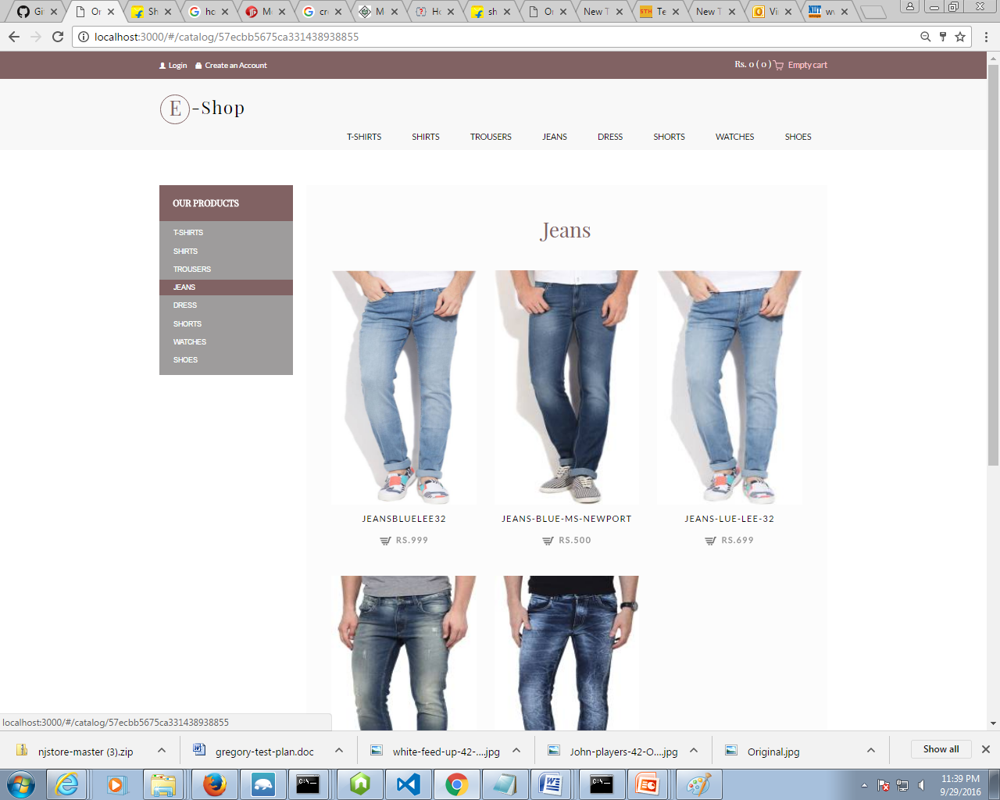 Gi
Or
Sh
hc
M
cr
M
Ho
sh
Or
New T
Te
New T
Vi
wv
localhost:3000/#/catalog/57ecbb5675ca331438938855
Login Create an Account
Rs. 0 ( 0 ) Empty cart
E -Shop
T-SHIRTS SHIRTS TROUSERS JEANS DRESS SHORTS WATCHES SHOES
OUR PRODUCTS
T-SHIRTS
SHIRTS
TROUSERS
JEANS
DRESS
SHORTS
WATCHES
SHOES
Jeans
JEANSBLUELEE32
JEANS-BLUE-MS-NEWPORT
JEANS-LUE-LEE-32
RS.999
RS.500
RS.699
localhost:3000/#/catalog/57ecbb5675ca331438938855
njstore-master (3).zip
gregory-test-plan.doc
white-feed-up-42-....jpg
John-players-42-O....jpg
Original.jpg
Show all
11:39 PM
9/29/2016